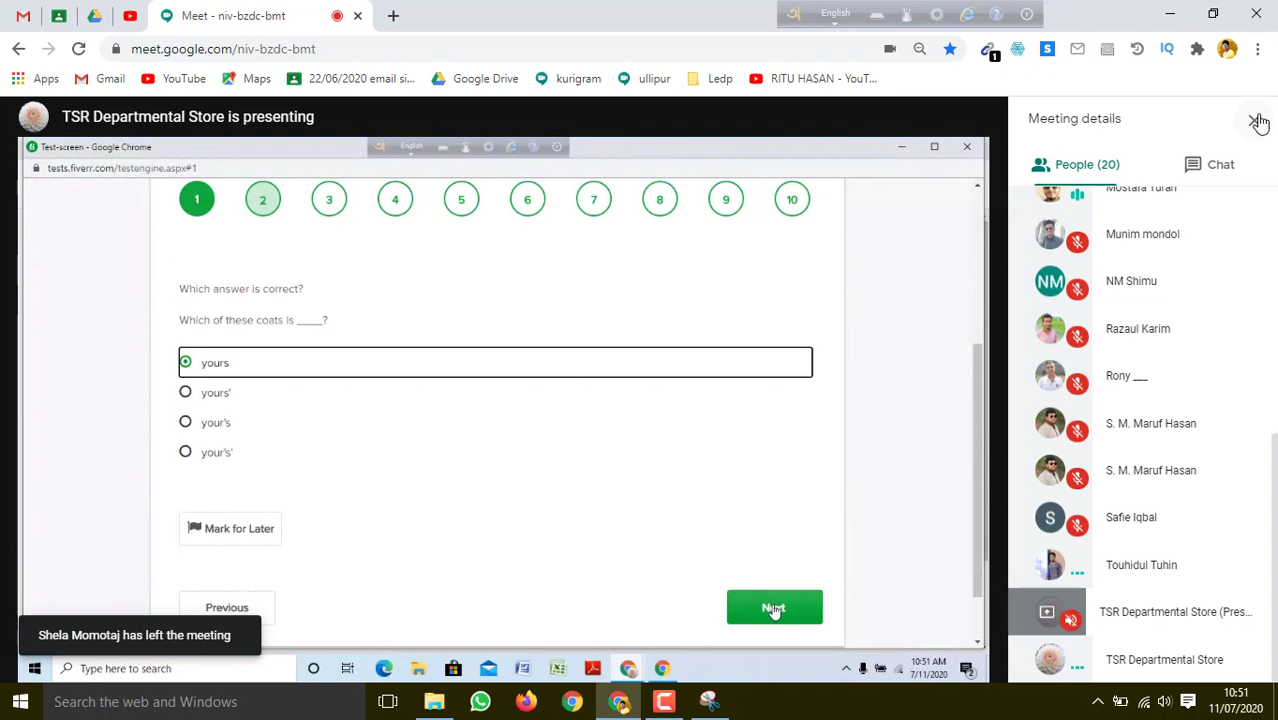 Meet - niv-bzdc-bmt
English
meet.google.com/niv-bzdc-bmt
1
Apps
Gmail
YouTube
Maps
22/06/2020 email si...
Google Drive
kurigram
ullipur
Ledp
RITU HASAN - YouT...
TSR Departmental Store is presenting
Meeting details
Test-screen - Google Chrome
English
tests.fiverr.com/testengine.aspx#1
People (20)
Chat
1 2 3 4 5 6 7 8 9 10
Mostafa Turan
Munim mondol
Which answer is correct?
NM
NM Shimu
Which of these coats is _____?
Razaul Karim
yours
Rony ___
yours'
your's
S. M. Maruf Hasan
your's'
S. M. Maruf Hasan
S
Safie Iqbal
Mark for Later
Touhidul Tuhin
Previous
Next
TSR Departmental Store (Pres...
Shela Momotaj has left the meeting
TSR Departmental Store
Type here to search
10:51 AM
7/11/2020
2
Search the web and Windows
10:51
11/07/2020